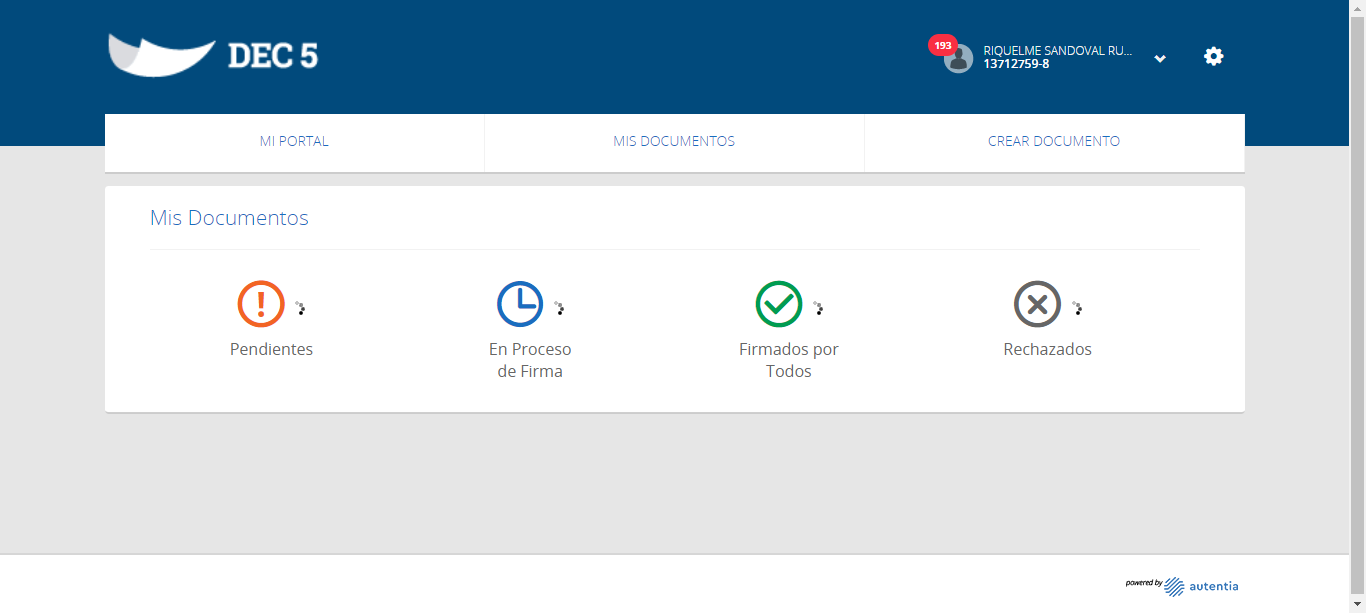 DEC 5
193
RIQUELME SANDOVAL RU...
13712759-8
MI PORTAL
MIS DOCUMENTOS
CREAR DOCUMENTO
Mis Documentos
Pendientes
En Proceso
de Firma
Firmados por
Todos
Rechazados
powered by
autentia